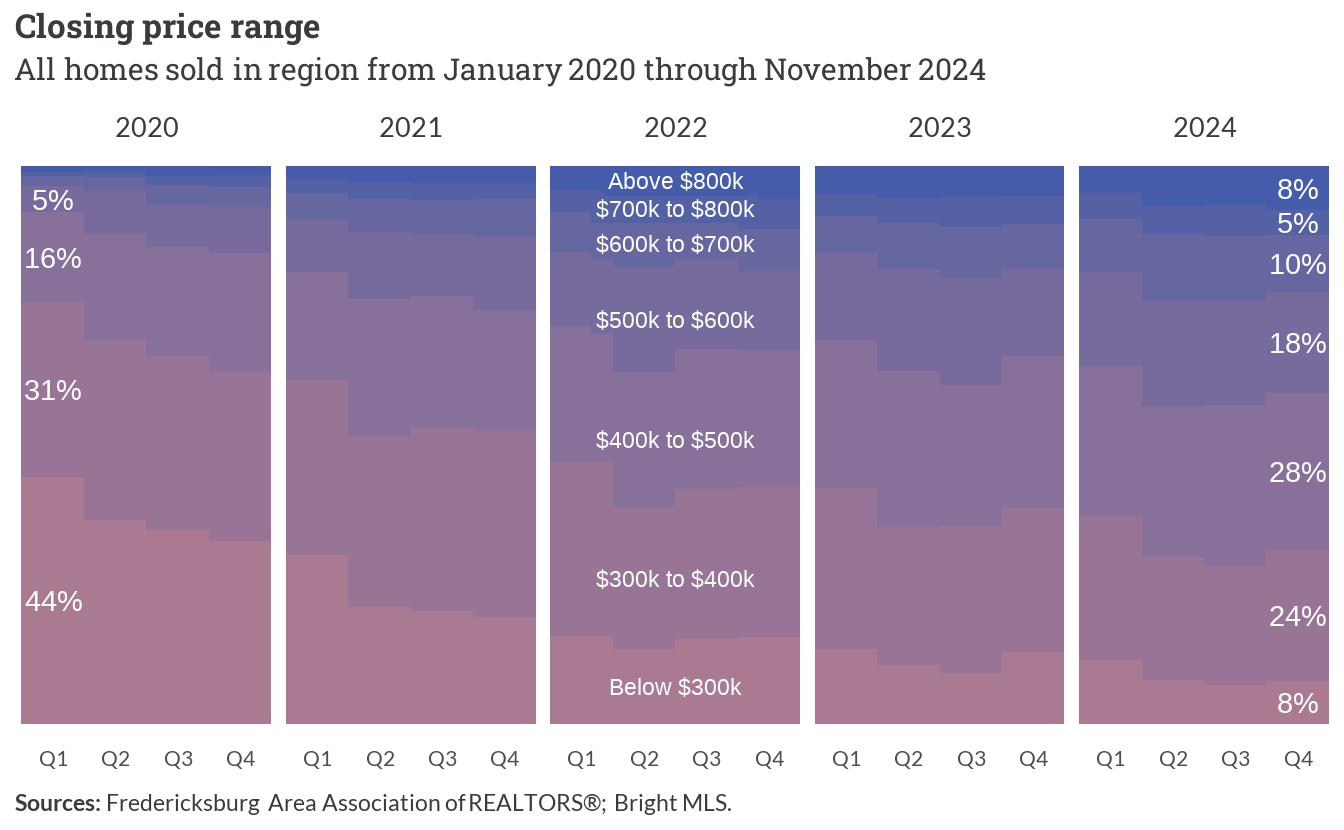 Closing price range
All homes sold in region from January 2020 through November 2024
2020 2021 2022 2023 2024
5%
16%
31%
44%
Above $800k
$700k to $800k
$600k to $700k
$500k to $600k
$400k to $500k
$300k to $400k
Below $300k
8%
5%
10%
18%
28%
24%
8%
Q1 Q2 Q3 Q4 Q1 Q2 Q3 Q4 Q1 Q2 Q3 Q4 Q1 Q2 Q3 Q4 Q1 Q2 Q3 Q4
Sources: Fredericksburg Area Association of REALTORS®; Bright MLS.